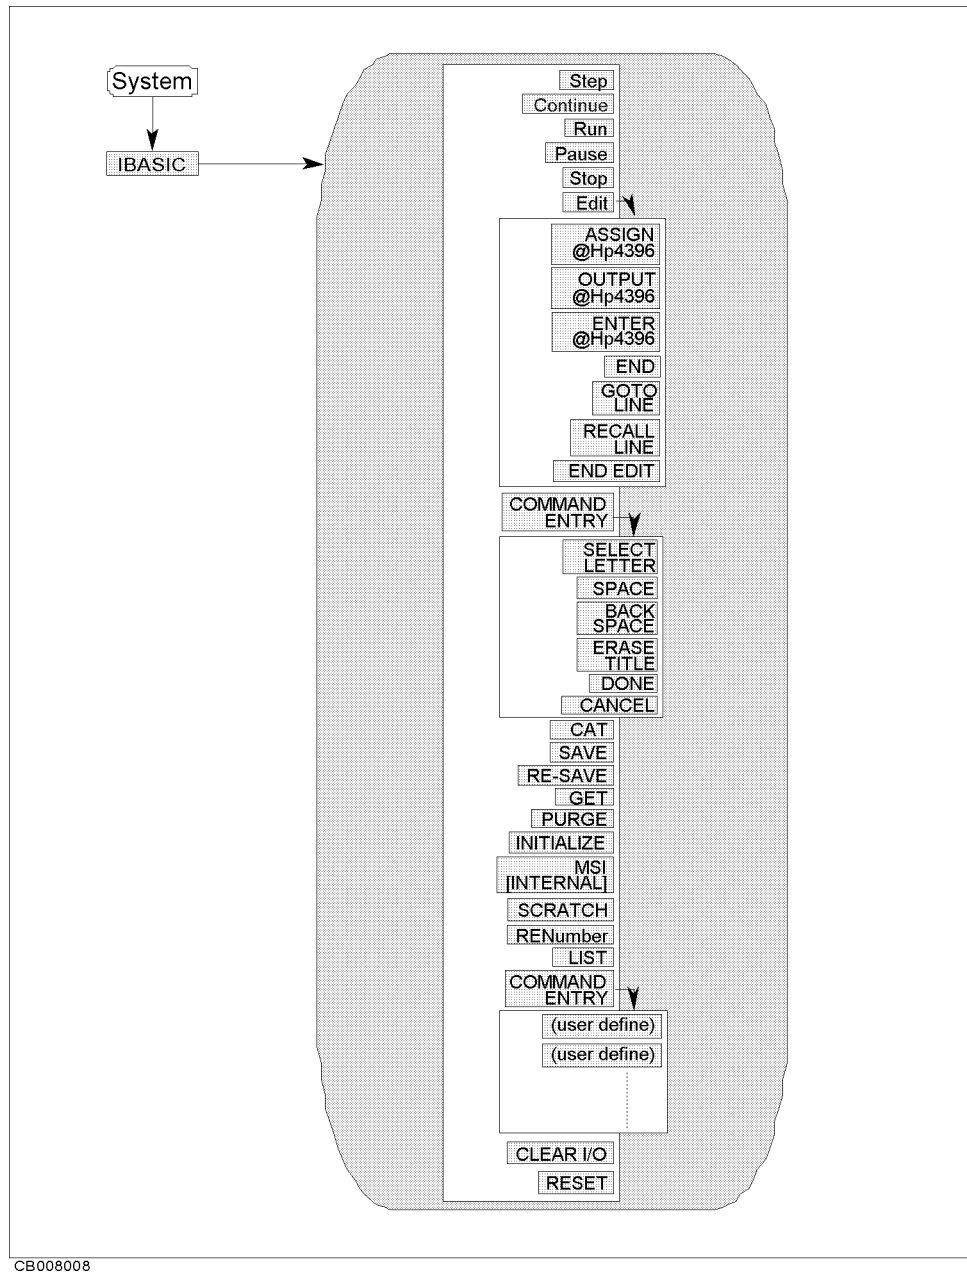 System
IBASIC
Step
Continue
Run
Pause
Stop
Edit
ASSIGN
@Hp4396
OUTPUT
@Hp4396
ENTER
@Hp4396
END
GOTO
LINE
RECALL
LINE
END EDIT
COMMAND
ENTRY
SELECT
LETTER
SPACE
BACK
SPACE
ERASE
TITLE
DONE
CANCEL
CAT
SAVE
RE-SAVE
GET
PURGE
INITIALIZE
MSI
[INTERNAL]
SCRATCH
RENumber
LIST
COMMAND
ENTRY
(user define)
(user define)
CLEAR I/O
RESET
CB008008